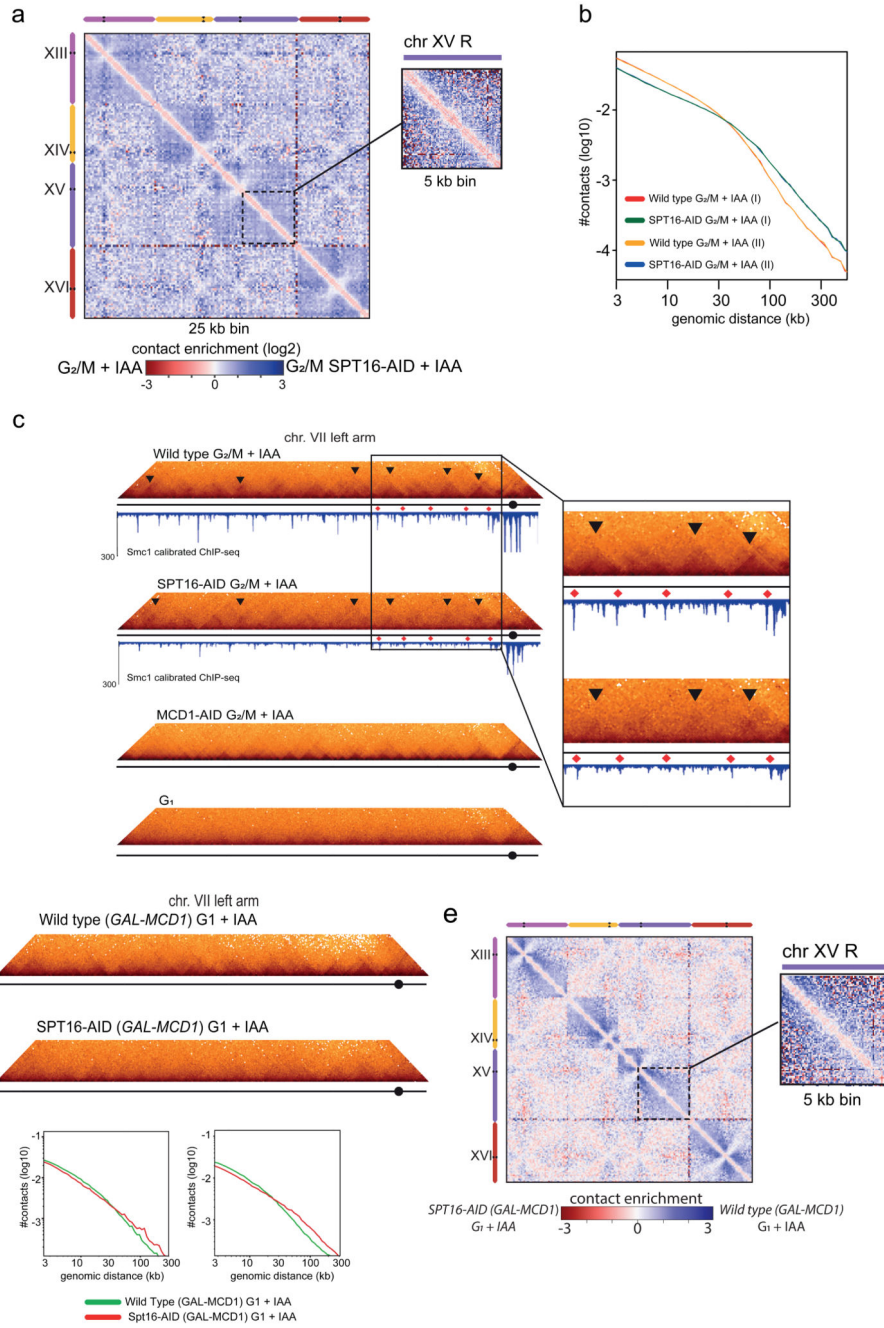 a
XIII
XIV
XV
XVI
25 kb bin
contact enrichment (log2)
G₂/M + IAA
G₂/M SPT16-AID + IAA
-3
0
3
chr XV R
5 kb bin
b
#contacts (log10)
-2
-3
-4
Wild type G₂/M + IAA (I)
SPT16-AID G₂/M + IAA (I)
Wild type G₂/M + IAA (II)
SPT16-AID G₂/M + IAA (II)
3 10 30 100 300
genomic distance (kb)
c
chr. VII left arm
Wild type G₂/M + IAA
300
Smc1 calibrated ChIP-seq
SPT16-AID G₂/M + IAA
300
Smc1 calibrated ChIP-seq
MCD1-AID G₂/M + IAA
G₁
chr. VII left arm
Wild type (GAL-MCD1) G1 + IAA
SPT16-AID (GAL-MCD1) G1 + IAA
#contacts (log10)
-1
-2
-3
3 10 30 100 300
genomic distance (kb)
#contacts (log10)
-1
-2
-3
3 10 30 100 300
genomic distance (kb)
Wild Type (GAL-MCD1) G1 + IAA
Spt16-AID (GAL-MCD1) G1 + IAA
e
XIII
XIV
XV
XVI
chr XV R
5 kb bin
contact enrichment
SPT16-AID (GAL-MCD1)
G₁ + IAA
-3
0
3
Wild type (GAL-MCD1)
G₁ + IAA